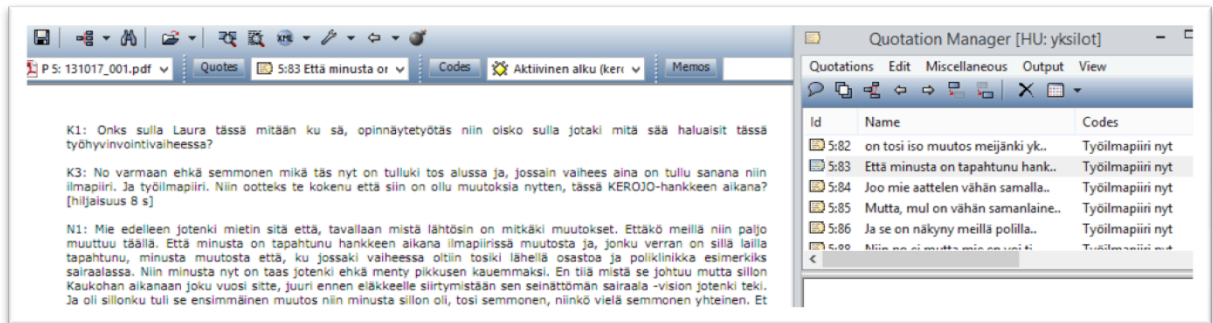 Quotation Manager [HU: yksilot]
P 5: 131017_001.pdf Quotes 5:83 Että minusta or Codes Aktiivinen alku (kerc Memos
Quotations Edit Miscellaneous Output View
K1: Onks sulla Laura tässä mitään ku sä, opinnäytetyötäs niin oisko sulla jotaki mitä sää haluaisit tässä
työhyvinvointivaiheessa?
K3: No varmaan ehkä semmonen mikä täs nyt on tulluki tos alussa ja, jossain vaihees aina on tullu sanana niin
ilmapiiri. Ja työilmapiiri. Niin ootteks te kokenu että siin on ollu muutoksia nytten, tässä KEROJO-hankkeen aikana?
[hiljaisuus 8 s]
N1: Mie edelleen jotenki mietin sitä että, tavallaan mistä lähtösin on mitkäki muutokset. Ettäkö meillä niin paljo
muuttuu täällä. Että minusta on tapahtunu hankkeen aikana ilmapiirissä muutosta ja, jonku verran on sillä lailla
tapahtunu, minusta muutosta että, ku jossaki vaiheessa oltiin tosiki lähellä osastoa ja poliklinikka esimerkiks
sairaalassa. Niin minusta nyt on taas jotenki ehkä menty pikkusen kauemmaksi. En tiiä mistä se johtuu mutta sillon
Kaukohan aikanaan joku vuosi sitte, juuri ennen eläkkeelle siirtymistään sen seinättömän sairaala -vision jotenki teki.
Ja oli sillonku tuli se ensimmäinen muutos niin minusta sillon oli, tosi semmonen, niinkö vielä semmonen yhteinen. Et
Id Name Codes
5:82 on tosi iso muutos meijänki yk.. Työilmapiiri nyt
5:83 Että minusta on tapahtunu hank.. Työilmapiiri nyt
5:84 Joo mie aattelen vähän samalla.. Työilmapiiri nyt
5:85 Mutta, mul on vähän samanlaine.. Työilmapiiri nyt
5:86 Ja se on näkyny meillä polilla.. Työilmapiiri nyt